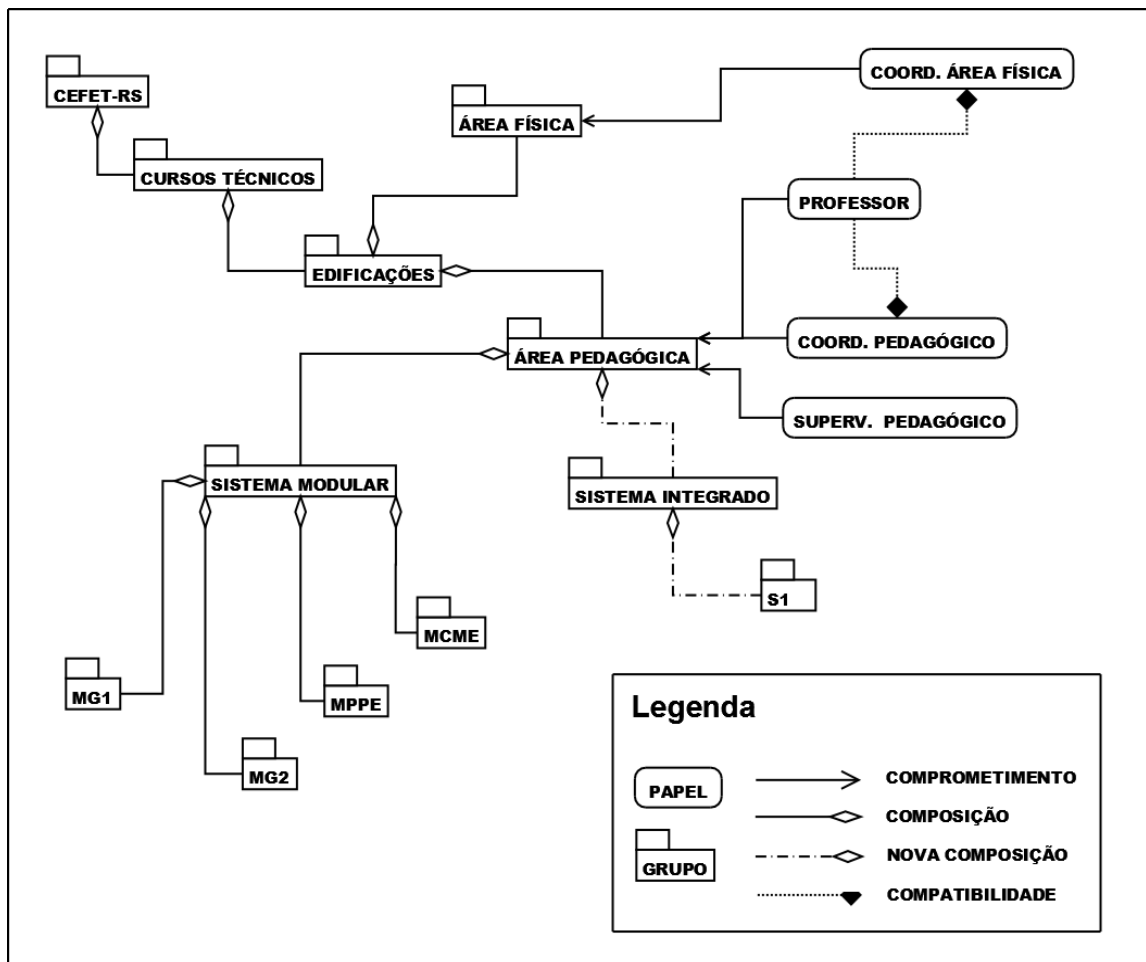 COORD. ÁREA FÍSICA
CEFET-RS
ÁREA FÍSICA
CURSOS TÉCNICOS
PROFESSOR
EDIFICAÇÕES
COORD. PEDAGÓGICO
ÁREA PEDAGÓGICA
SUPERV. PEDAGÓGICO
SISTEMA MODULAR
SISTEMA INTEGRADO
S1
MCME
MG1
MPPE
MG2
Legenda
PAPEL
COMPROMETIMENTO
COMPOSIÇÃO
GRUPO
NOVA COMPOSIÇÃO
COMPATIBILIDADE